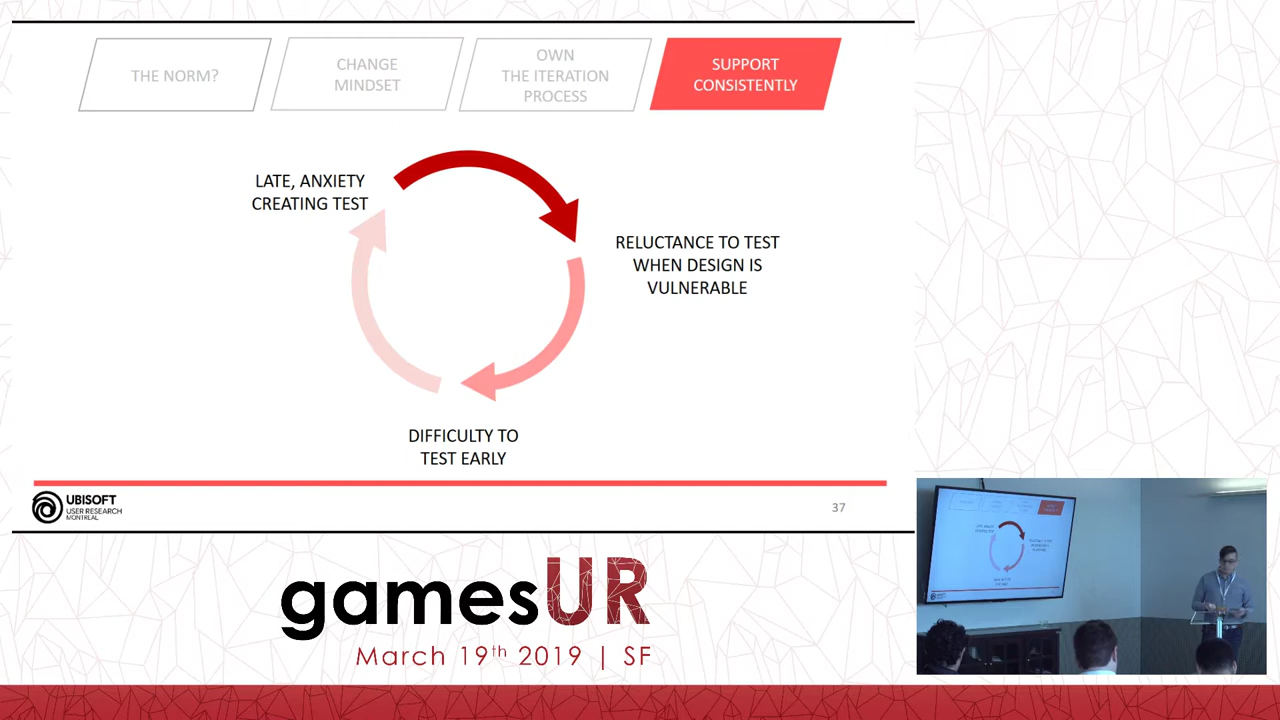 THE NORM?
CHANGE
MINDSET
OWN
THE ITERATION
PROCESS
SUPPORT
CONSISTENTLY
LATE, ANXIETY
CREATING TEST
RELUCTANCE TO TEST
WHEN DESIGN IS
VULNERABLE
DIFFICULTY TO
TEST EARLY
UBISOFT
USER RESEARCH
MONTREAL
37
gamesUR
March 19th 2019 | SF